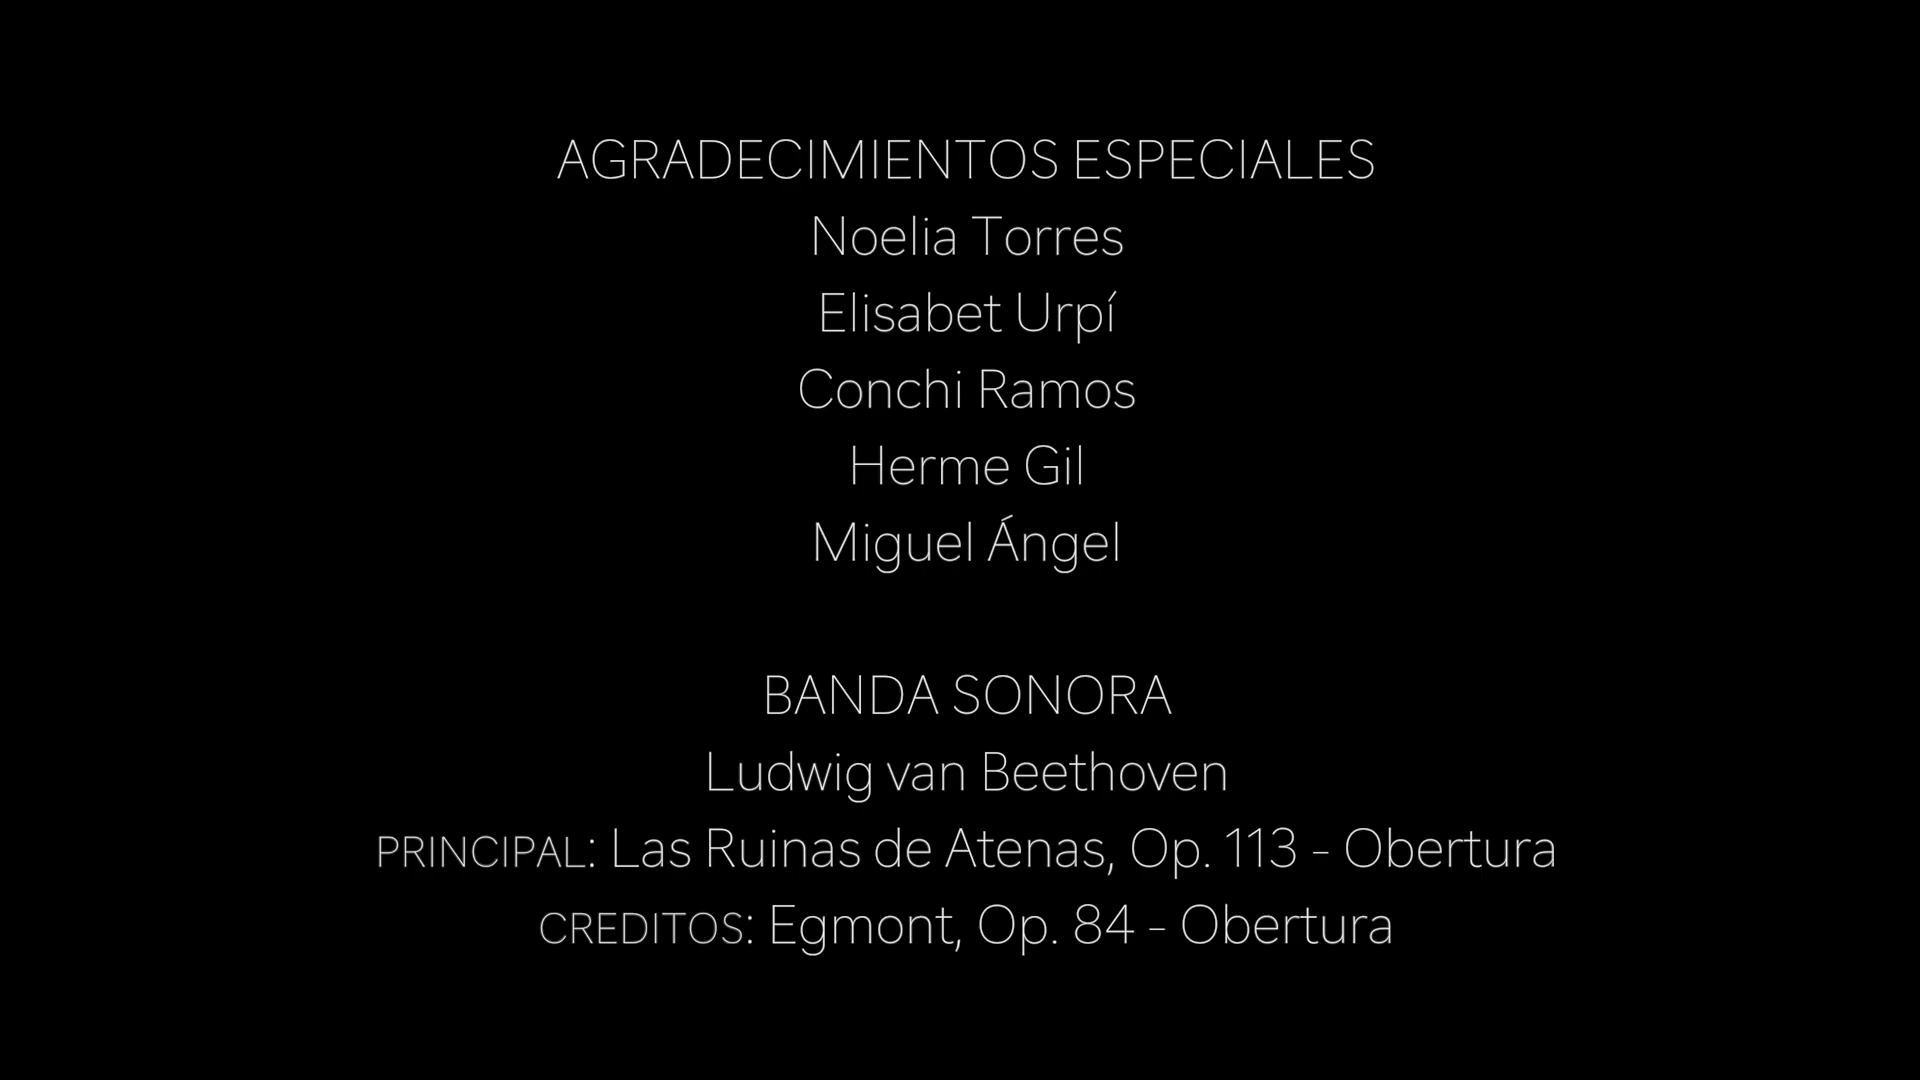 AGRADECIMIENTOS ESPECIALES
Noelia Torres
Elisabet Urpí
Conchi Ramos
Herme Gil
Miguel Ángel
BANDA SONORA
Ludwig van Beethoven
PRINCIPAL: Las Ruinas de Atenas, Op. 113 - Obertura
CREDITOS: Egmont, Op. 84 - Obertura